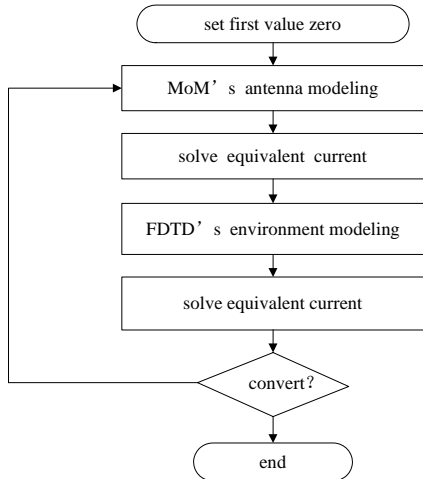 set first value zero
MoM’s antenna modeling
solve equivalent current
FDTD’s environment modeling
solve equivalent current
convert？
end